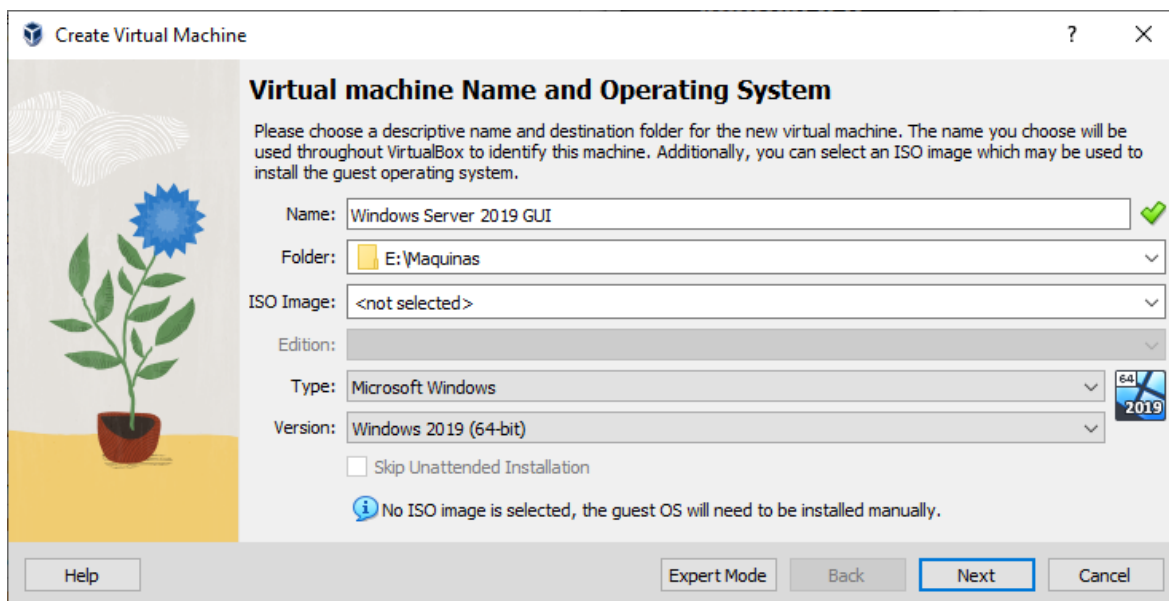 Create Virtual Machine
?
Virtual machine Name and Operating System
Please choose a descriptive name and destination folder for the new virtual machine. The name you choose will be
used throughout VirtualBox to identify this machine. Additionally, you can select an ISO image which may be used to
install the guest operating system.
Name: Windows Server 2019 GUI
Folder: E:\Maquinas
ISO Image: <not selected>
Edition:
Type: Microsoft Windows
64
2019
Version: Windows 2019 (64-bit)
Skip Unattended Installation
No ISO image is selected, the guest OS will need to be installed manually.
Help Expert Mode Back Next Cancel